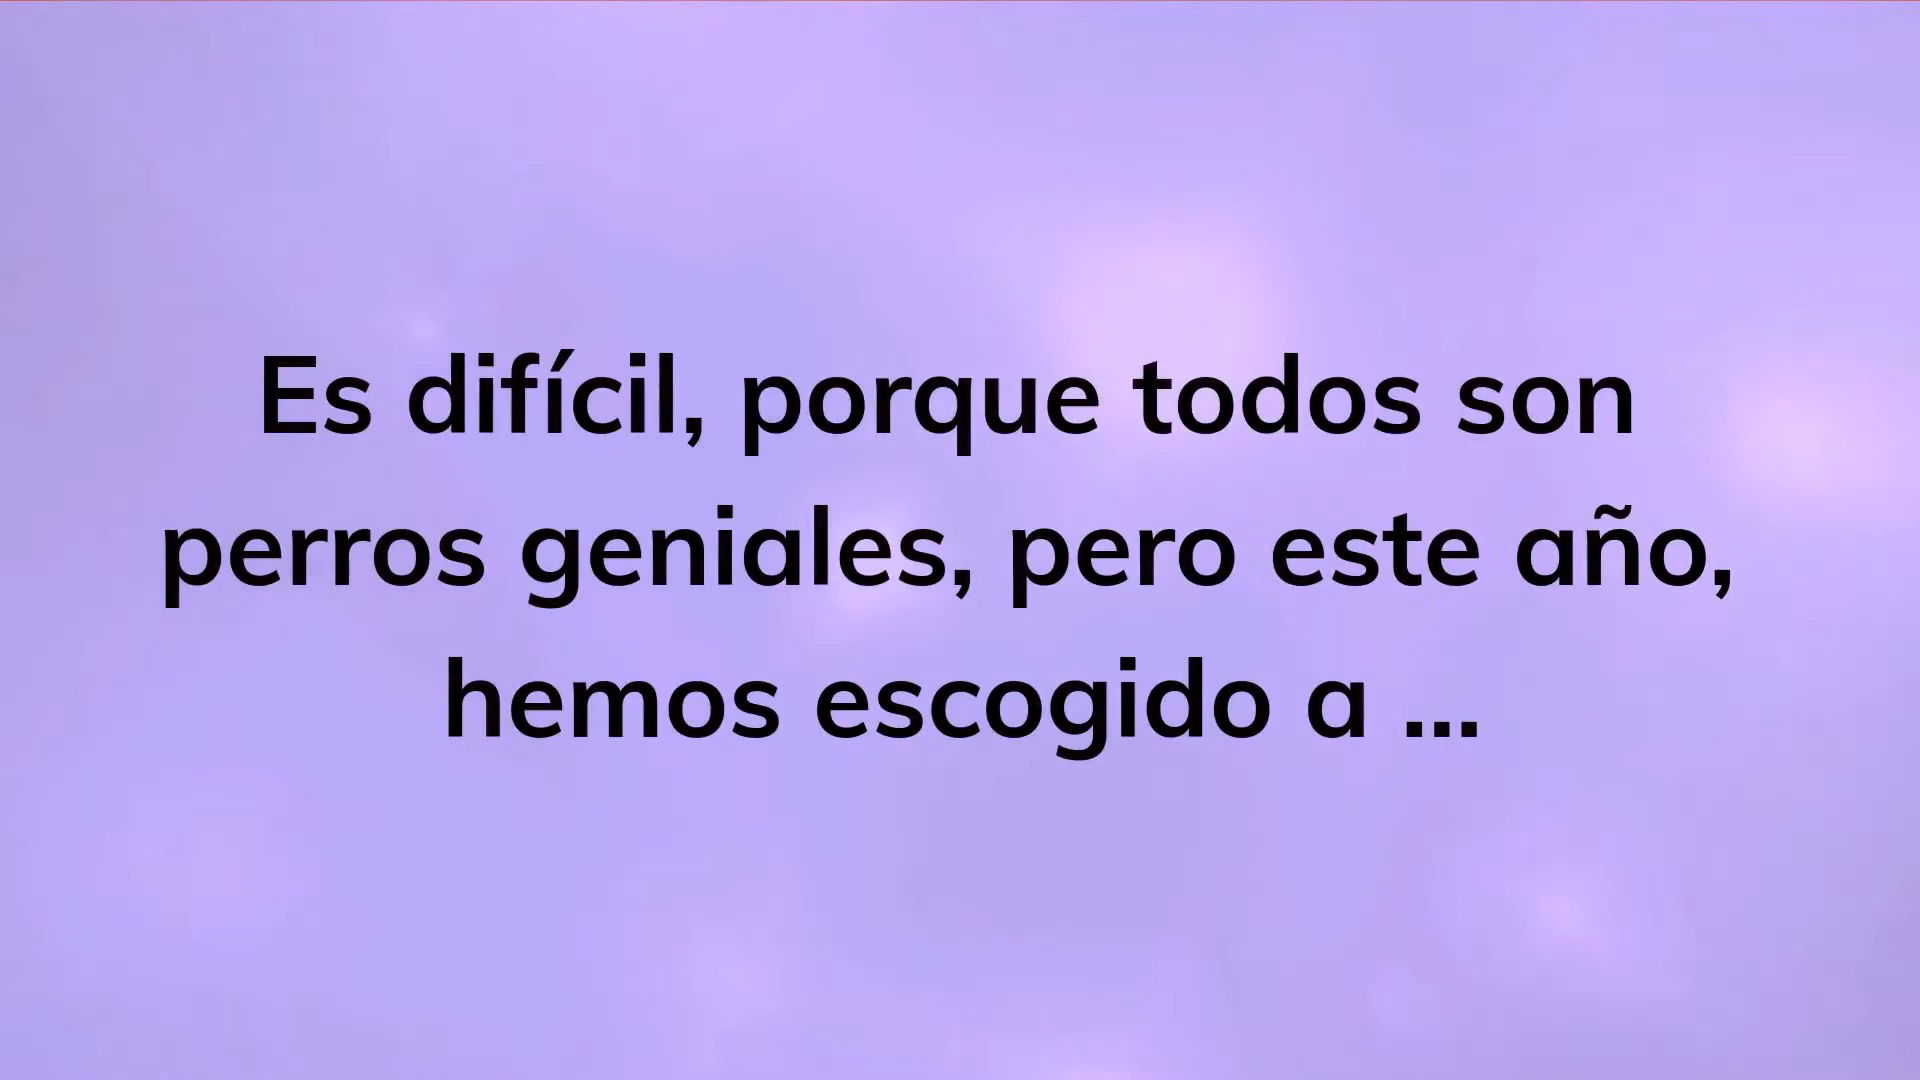 Es difícil, porque todos son
perros geniales, pero este año,
hemos escogido a ...